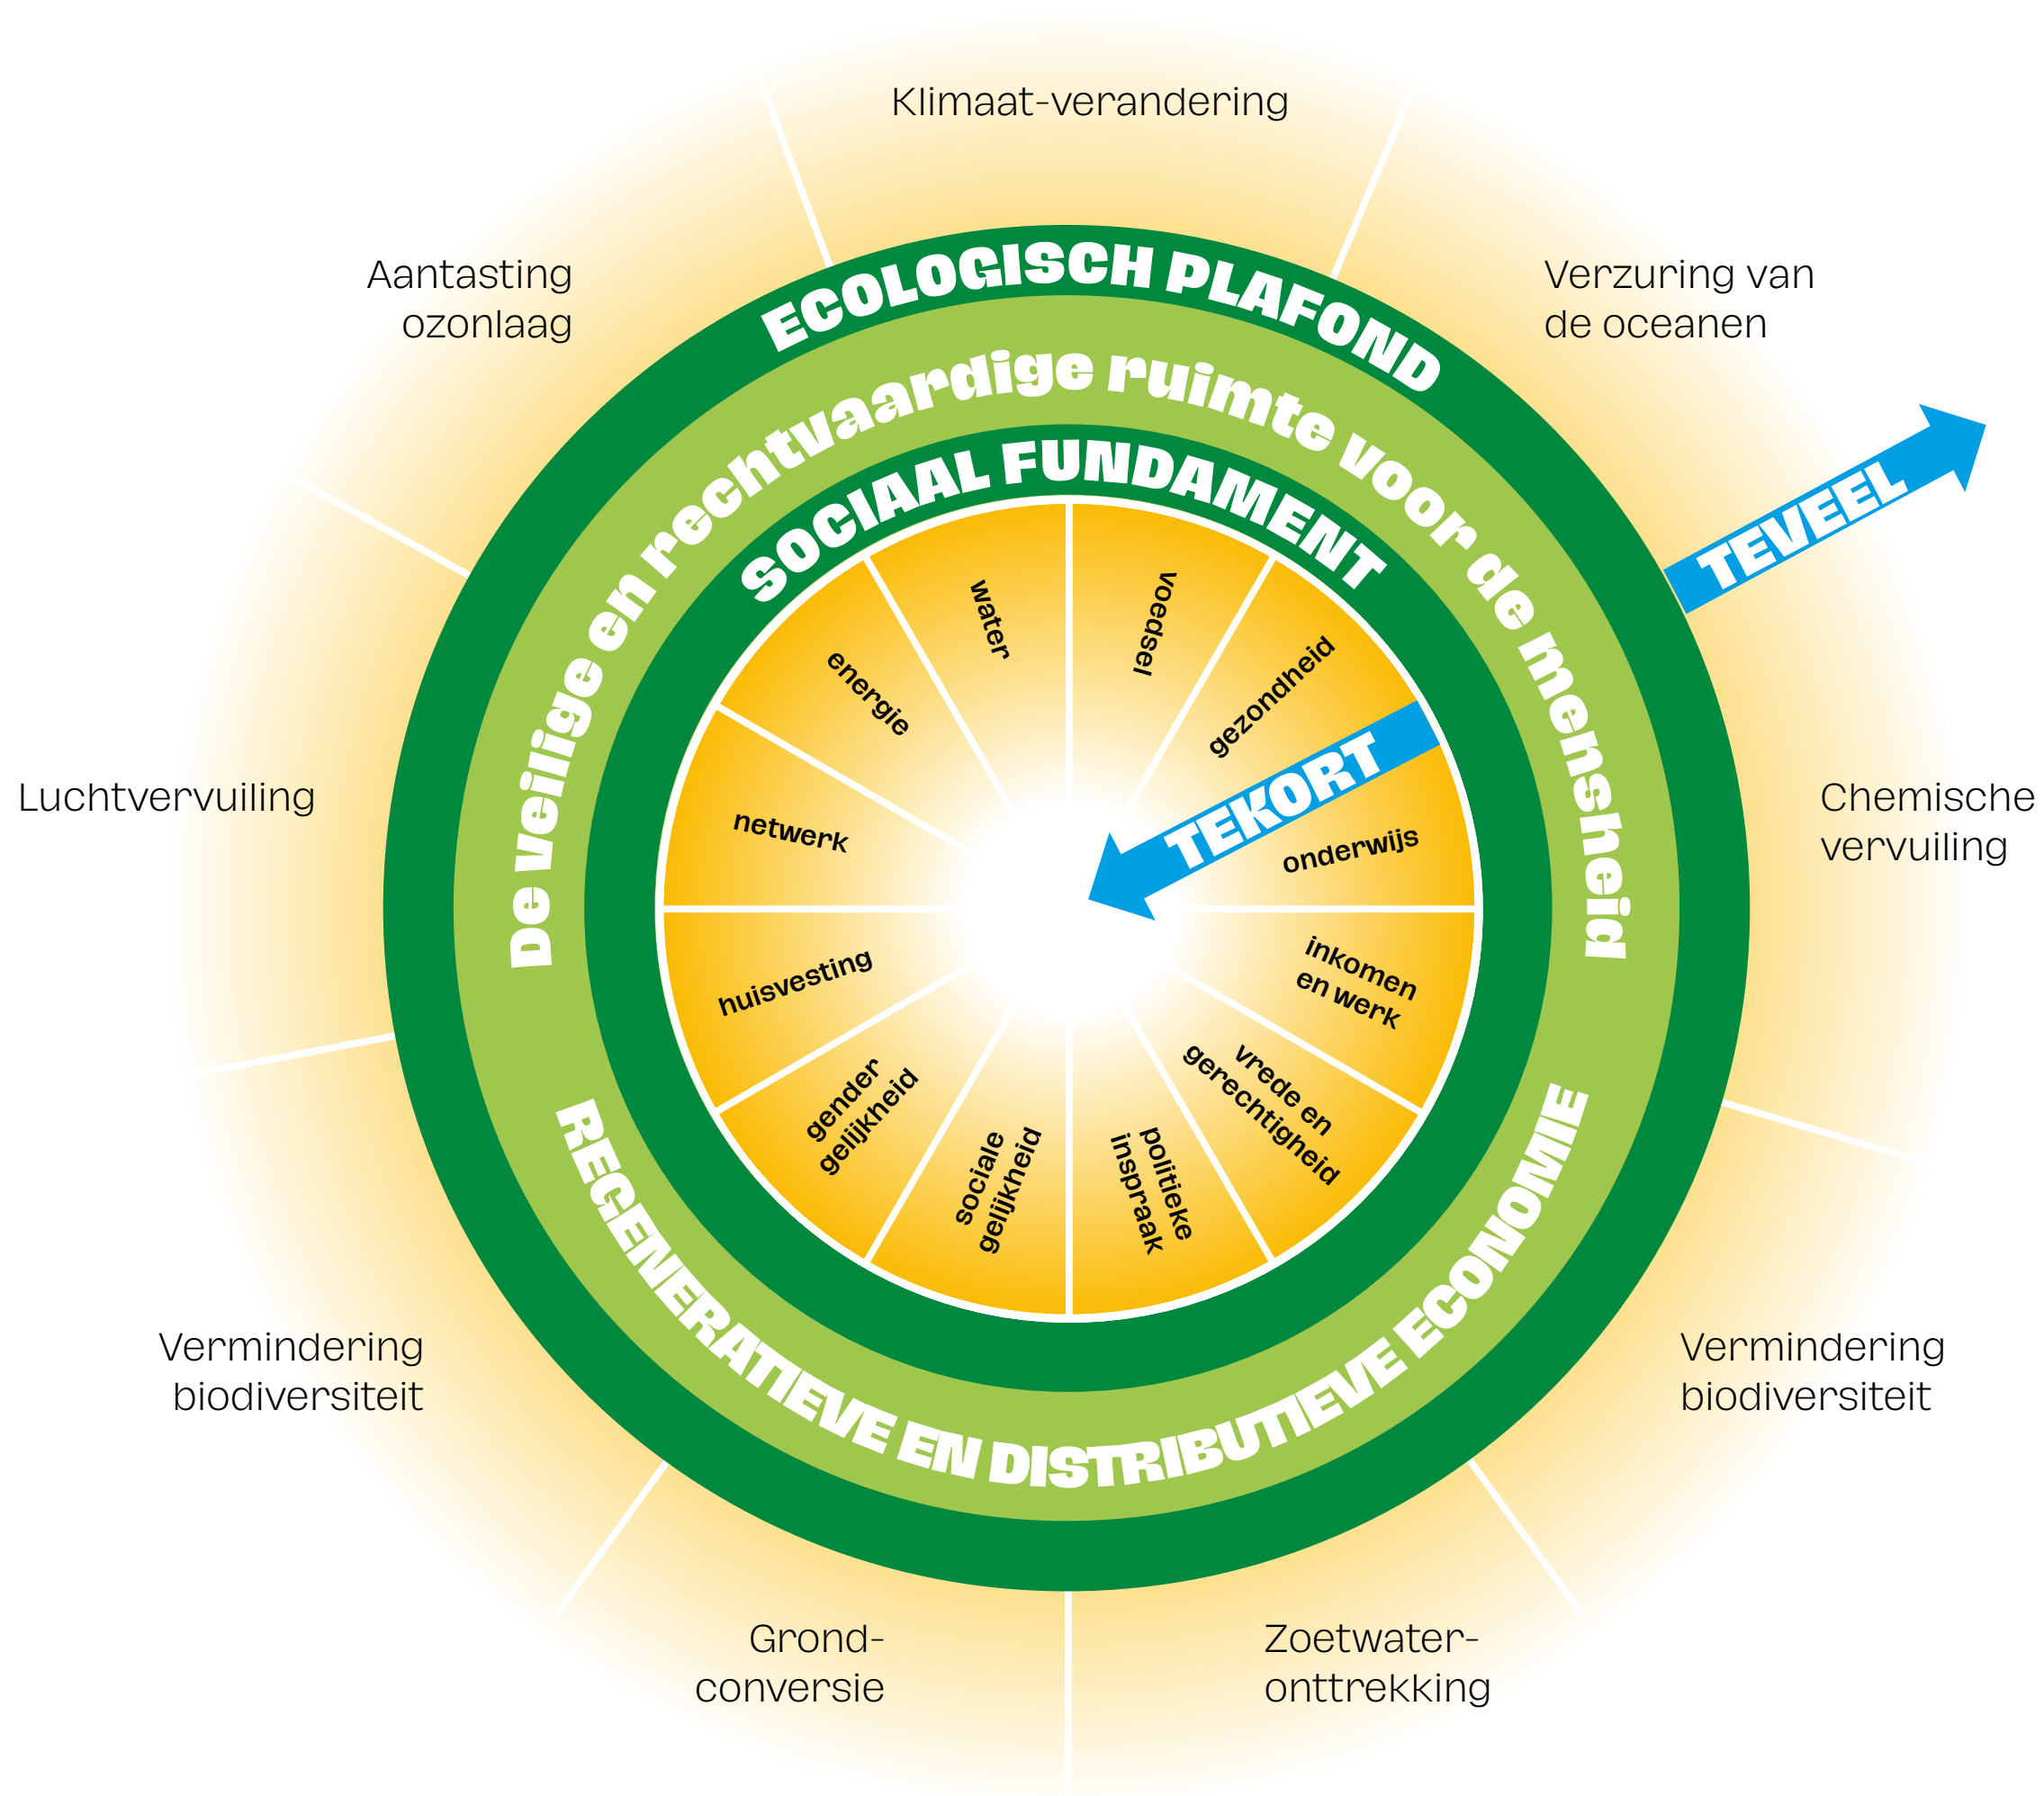 Klimaat-verandering
Aantasting
ozonlaag
Verzuring van
de oceanen
ECOLOGISCH PLAFOND
De veilige en rechtvaardige ruimte voor de mensheid
SOCIAAL FUNDAMENT
TEVEEL
water
voedsel
energie
gezondheid
TEKORT
netwerk
onderwijs
Luchtvervuiling
Chemische
vervuiling
huisvesting
inkomen
en werk
gender
gelijkheid
vrede en
gerechtigheid
sociale
gelijkheid
politieke
inspraak
REGENERATIEVE EN DISTRIBUTIEVE ECONOMIE
Vermindering
biodiversiteit
Vermindering
biodiversiteit
Grond-
conversie
Zoetwater-
onttrekking